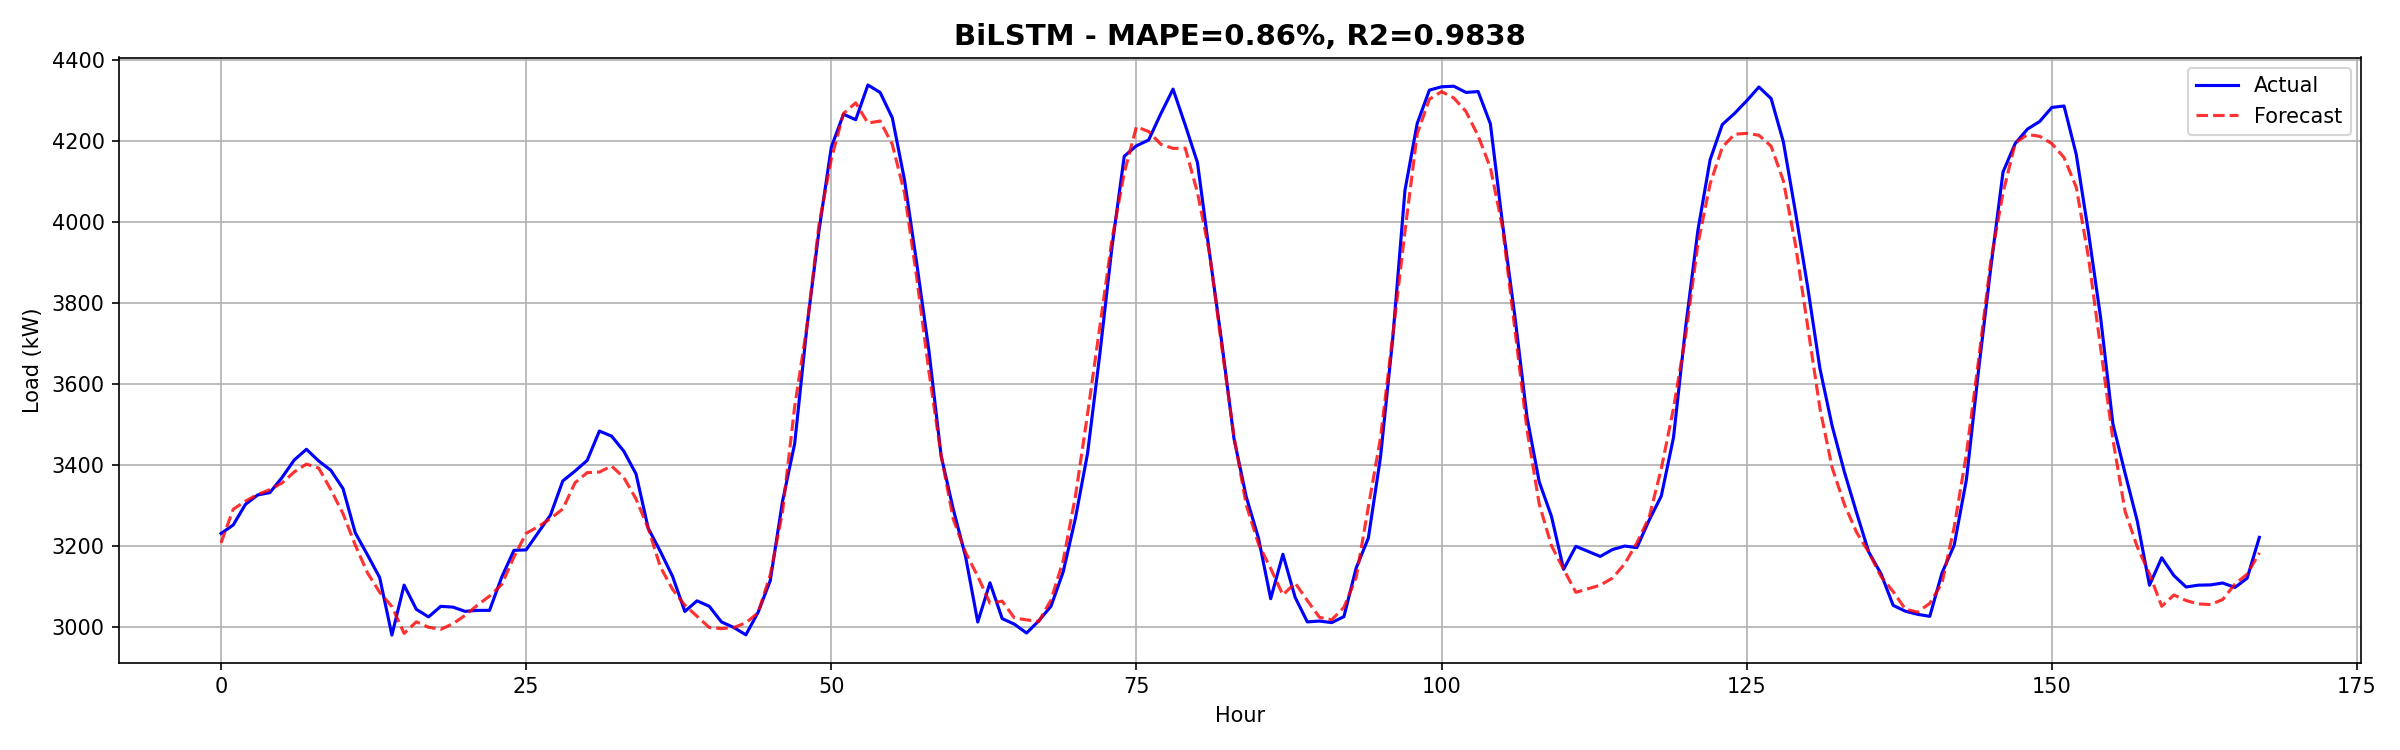 BiLSTM - MAPE=0.86%, R2=0.9838
4400
4200
4000
3800
3600
3400
3200
3000
Load (kW)
Actual
Forecast
0 25 50 75 100 125 150 175
Hour